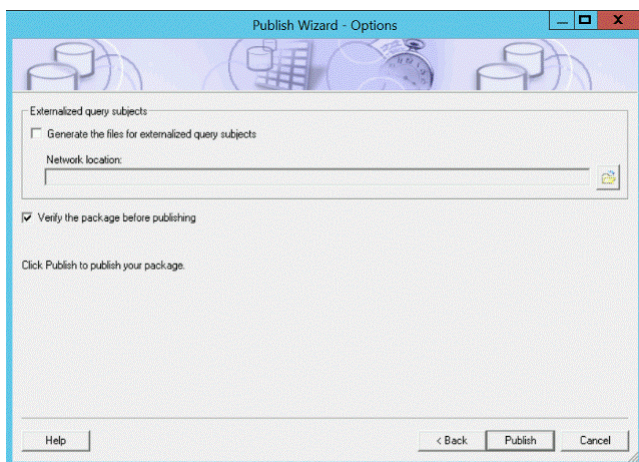 Publish Wizard - Options
Externalized query subjects
Generate the files for externalized query subjects
Network location:
Verify the package before publishing
Click Publish to publish your package.
Help
< Back
Publish
Cancel